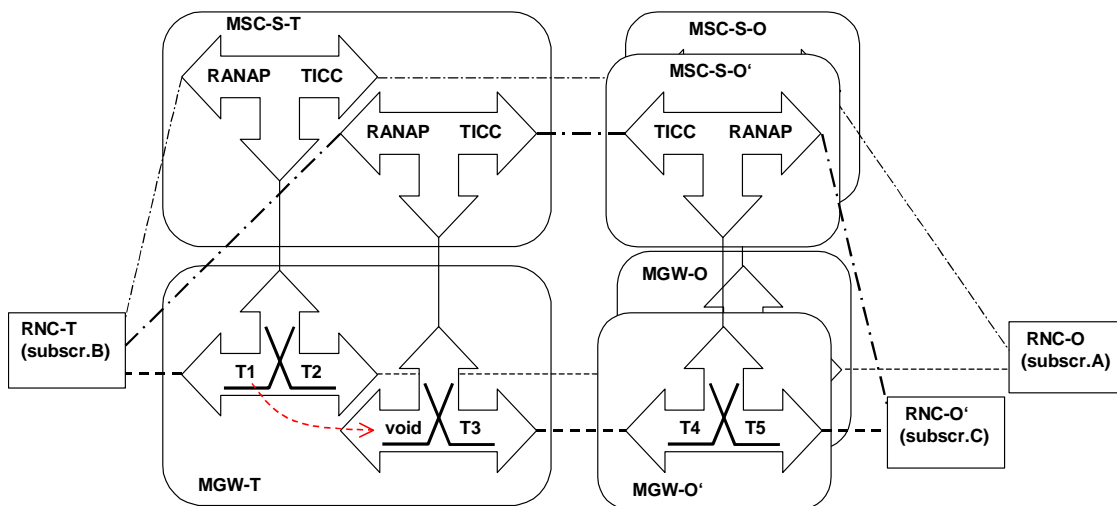 MSC-S-T
MSC-S-O
MSC-S-O‘
RANAP TICC
RANAP TICC
TICC RANAP
MGW-O
RNC-T
(subscr.B)
RNC-O
(subscr.A)
T1 T2
RNC-O‘
(subscr.C)
void T3
T4 T5
MGW-T
MGW-O‘